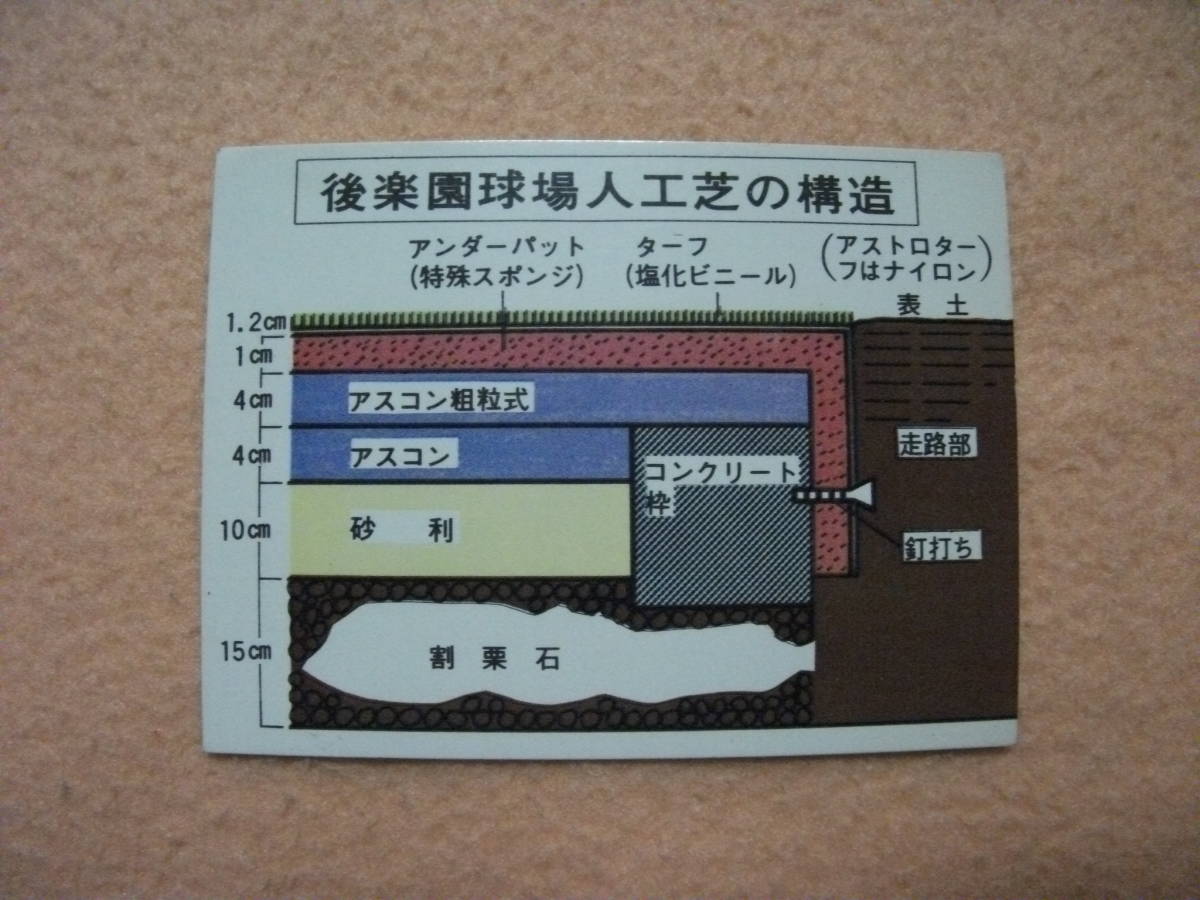 後楽園球場人工芝の構造
アンダーパット
(特殊スポンジ)
ターフ
(塩化ビニール)
(アストロター
フはナイロン)
表土
1.2cm
1cm
4cm
アスコン粗粒式
4cm
アスコン
コンクリート
枠
走路部
10cm
砂利
釘打ち
15cm
割栗石